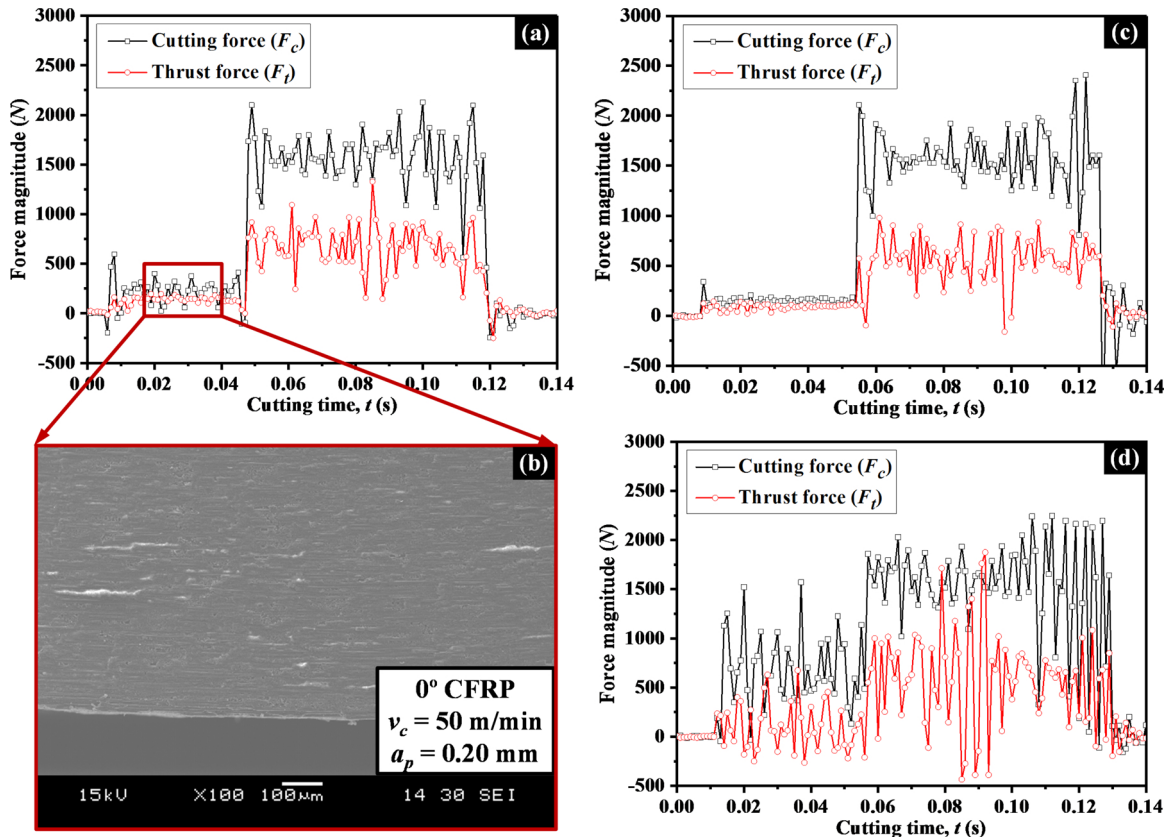 (a)
Cutting force (Fc)
Thrust force (Ft)
Force magnitude (N)
3000
2500
2000
1500
1000
500
0
-500
0.00 0.02 0.04 0.06 0.08 0.10 0.12 0.14
Cutting time, t (s)
(b)
0º CFRP
vc = 50 m/min
ap = 0.20 mm
15kV X100 100µm 14 30 SEI
(c)
Cutting force (Fc)
Thrust force (Ft)
Force magnitude (N)
3000
2500
2000
1500
1000
500
0
-500
0.00 0.02 0.04 0.06 0.08 0.10 0.12 0.14
Cutting time, t (s)
(d)
Cutting force (Fc)
Thrust force (Ft)
Force magnitude (N)
3000
2500
2000
1500
1000
500
0
-500
0.00 0.02 0.04 0.06 0.08 0.10 0.12 0.14
Cutting time, t (s)